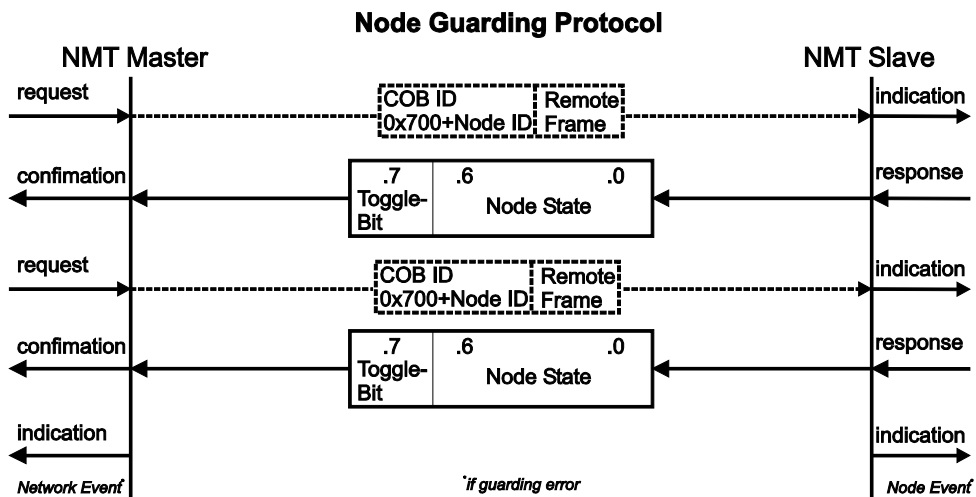 Node Guarding Protocol
NMT Master
NMT Slave
request
COB ID
0x700+Node ID
Remote
Frame
indication
confimation
.7
Toggle-
Bit
.6
.0
Node State
response
request
COB ID
0x700+Node ID
Remote
Frame
indication
confimation
.7
Toggle-
Bit
.6
.0
Node State
response
indication
indication
Network Event*
*if guarding error
Node Event*